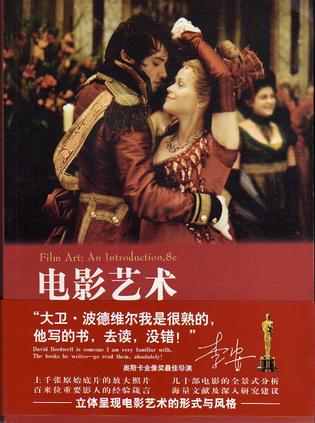 Film Art: An Introduction,8e
电影艺术
“大卫·波德维尔我是很熟的，
他写的书，去读，没错！”
David Bordwell is someone I am very familiar with.
The books he writes—go read them, absolutely!
李安
奥斯卡金像奖最佳导演
上千张原始底片的放大照片 几十部电影的全景式分析
百来位重要影人的经验箴言 海量文献及深入研究建议
立体呈现电影艺术的形式与风格